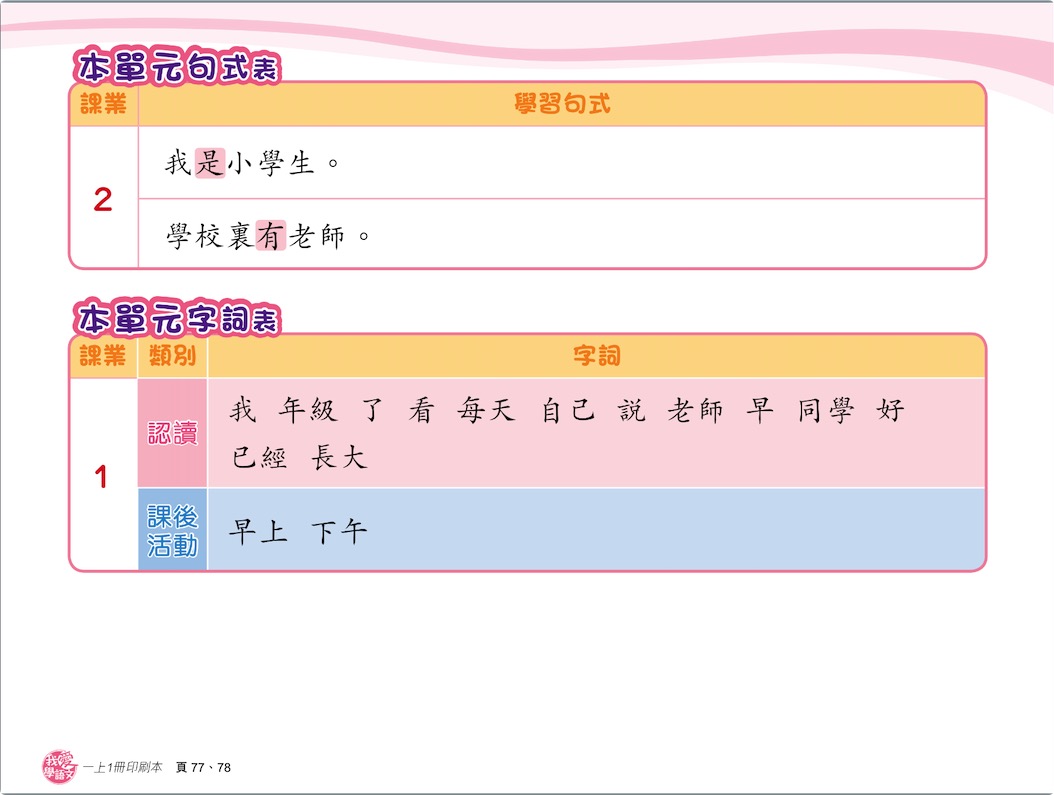 本單元句式表
課業 學習句式
2
我是小學生。
學校裏有老師。
本單元字詞表
課業 類別 字詞
1
認讀
我 年級 了 看 每天 自己 說 老師 早 同學 好
已經 長大
課後
活動
早上 下午
我愛
學語文
一上1冊印刷本 頁 77、78